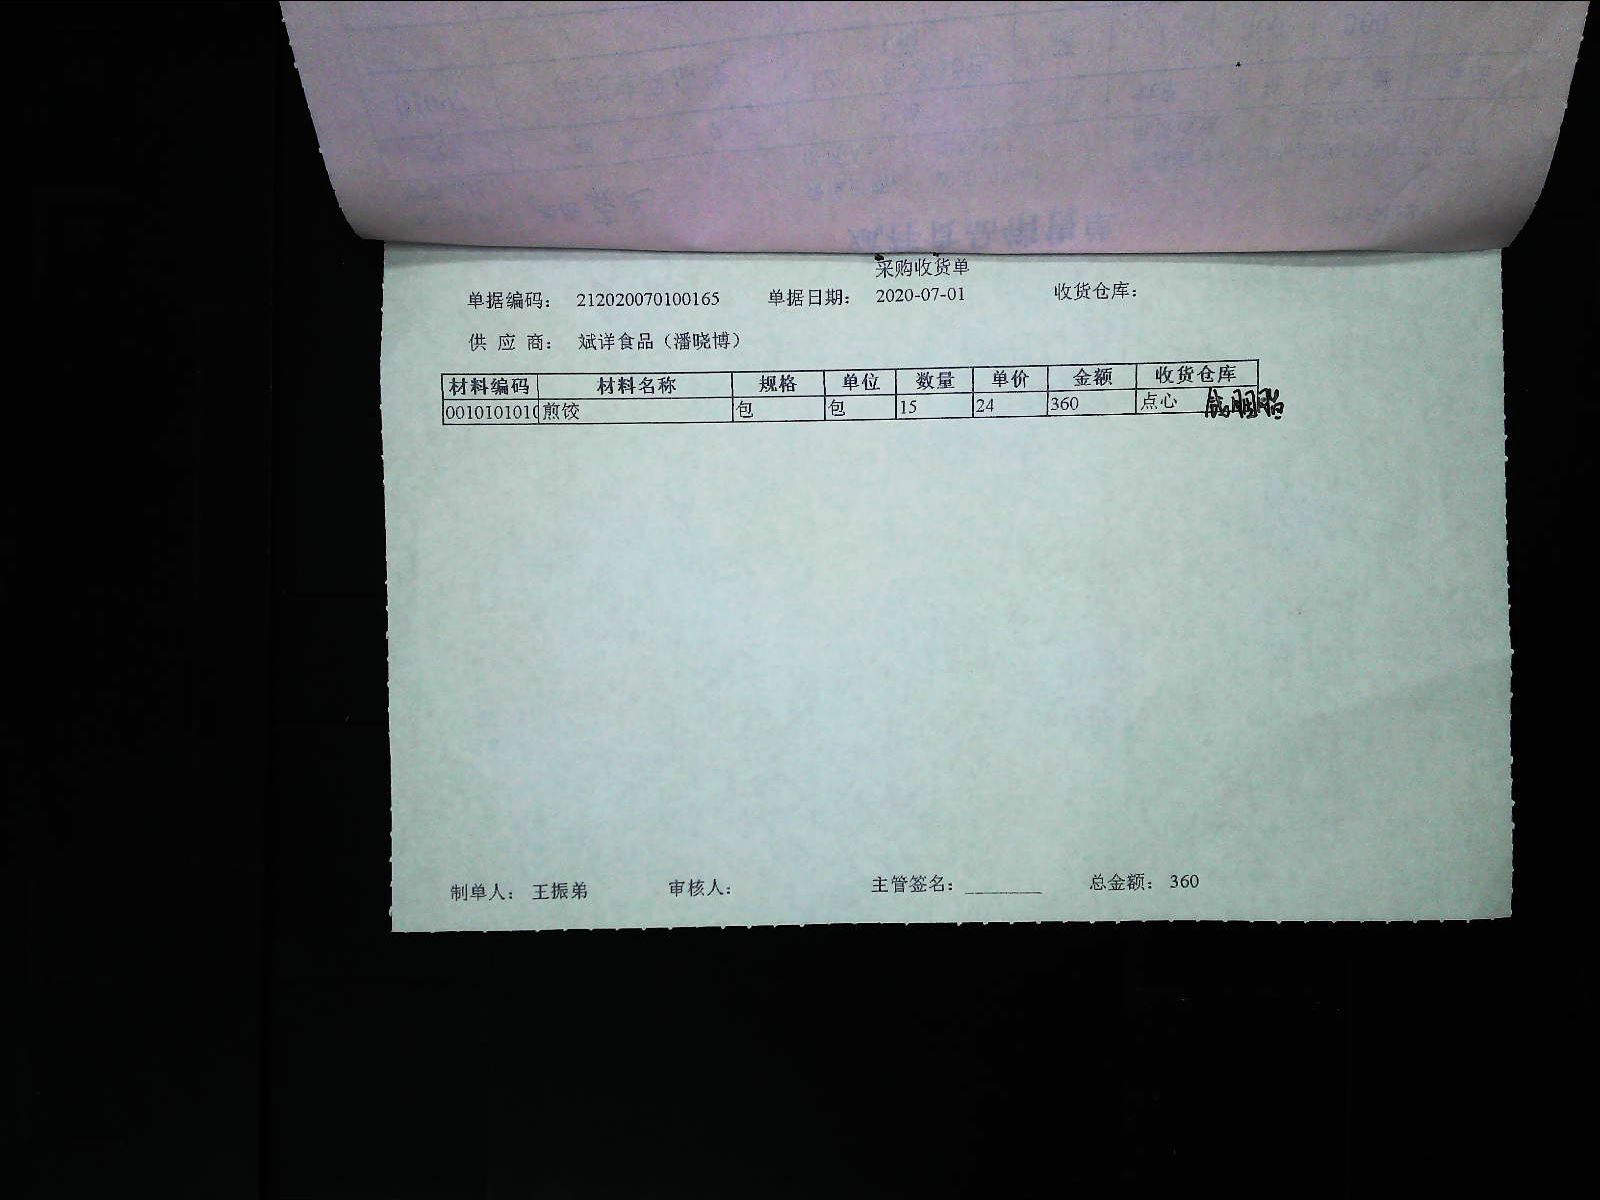 采购收货单
单据编码： 212020070100165 单据日期： 2020-07-01 收货仓库：
供 应 商： 斌详食品（潘晓博）
材料编码 材料名称 规格 单位 数量 单价 金额 收货仓库
001010101 煎饺 包 包 15 24 360 点心
制单人： 王振弟 审核人： 主管签名： 总金额： 360